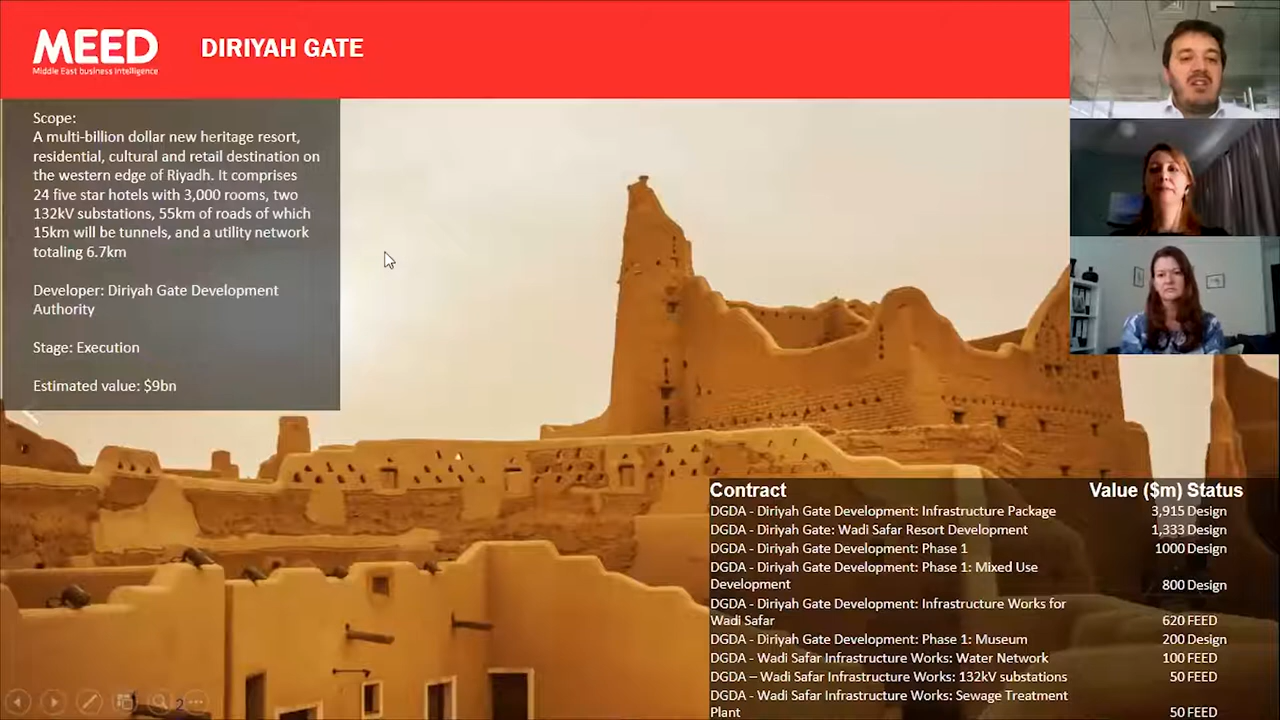 MEED
Middle East business intelligence
DIRIYAH GATE
Scope:
A multi-billion dollar new heritage resort,
residential, cultural and retail destination on
the western edge of Riyadh. It comprises
24 five star hotels with 3,000 rooms, two
132kV substations, 55km of roads of which
15km will be tunnels, and a utility network
totaling 6.7km
Developer: Diriyah Gate Development
Authority
Stage: Execution
Estimated value: $9bn
Contract Value ($m) Status
DGDA - Diriyah Gate Development: Infrastructure Package 3,915 Design
DGDA - Diriyah Gate: Wadi Safar Resort Development 1,333 Design
DGDA - Diriyah Gate Development: Phase 1 1000 Design
DGDA - Diriyah Gate Development: Phase 1: Mixed Use
Development 800 Design
DGDA - Diriyah Gate Development: Infrastructure Works for
Wadi Safar 620 FEED
DGDA - Diriyah Gate Development: Phase 1: Museum 200 Design
DGDA - Wadi Safar Infrastructure Works: Water Network 100 FEED
DGDA – Wadi Safar Infrastructure Works: 132kV substations 50 FEED
DGDA - Wadi Safar Infrastructure Works: Sewage Treatment
Plant 50 FEED
2